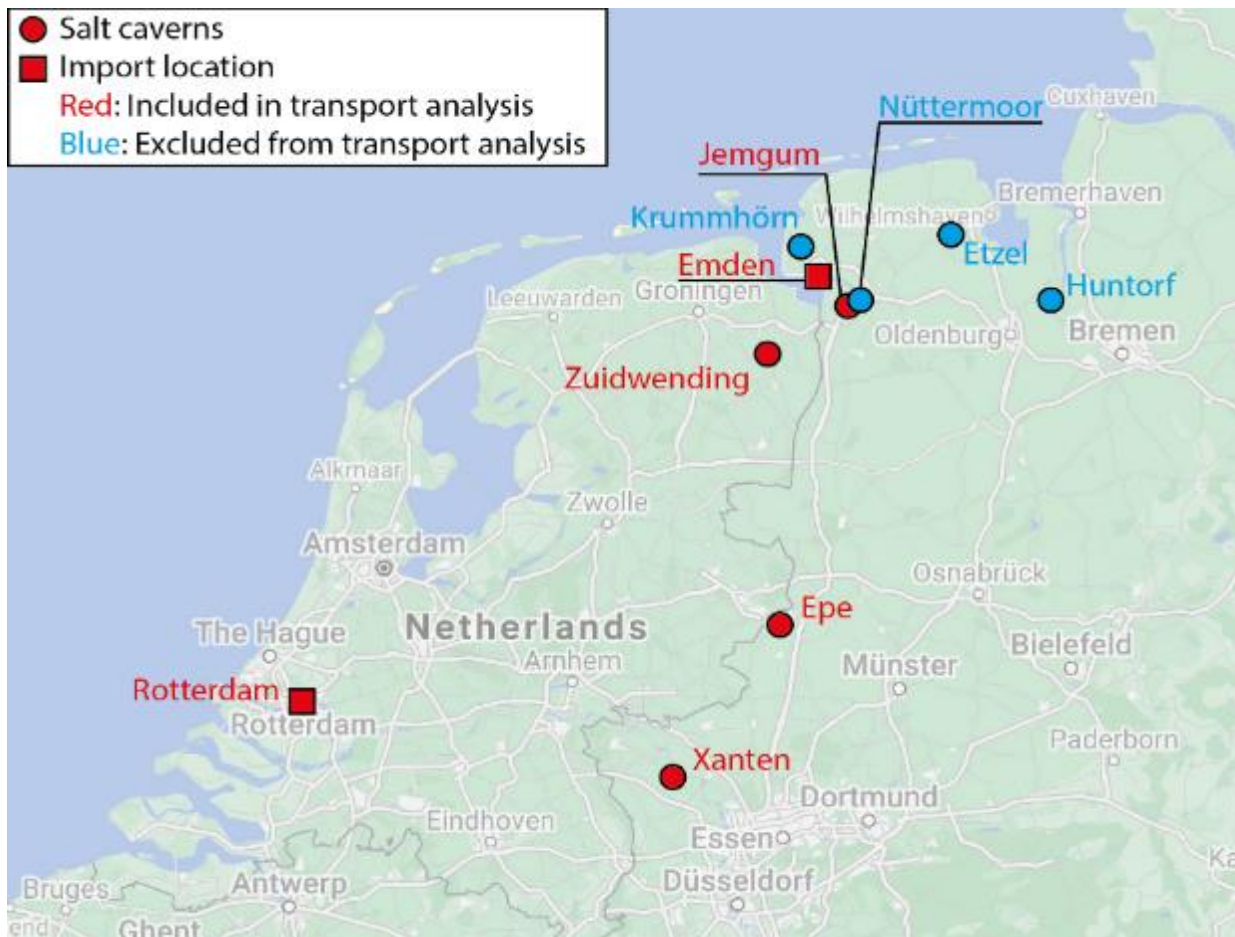 Salt caverns
Import location
Red: Included in transport analysis
Blue: Excluded from transport analysis
Cuxhaven
Nüttermoor
Jemgum
Bremerhaven
Krummhörn
Wilhelmshaven
Etzel
Emden
Huntorf
Leeuwarden
Groningen
Oldenburg
Bremen
Zuidwending
Alkmaar
Zwolle
Amsterdam
Osnabrück
Epe
Netherlands
The Hague
Bielefeld
Arnhem
Münster
Rotterdam
Rotterdam
Paderborn
Xanten
Dortmund
Eindhoven
Essen
Ka
Bruges
Antwerp
Düsseldorf
end
Ghent